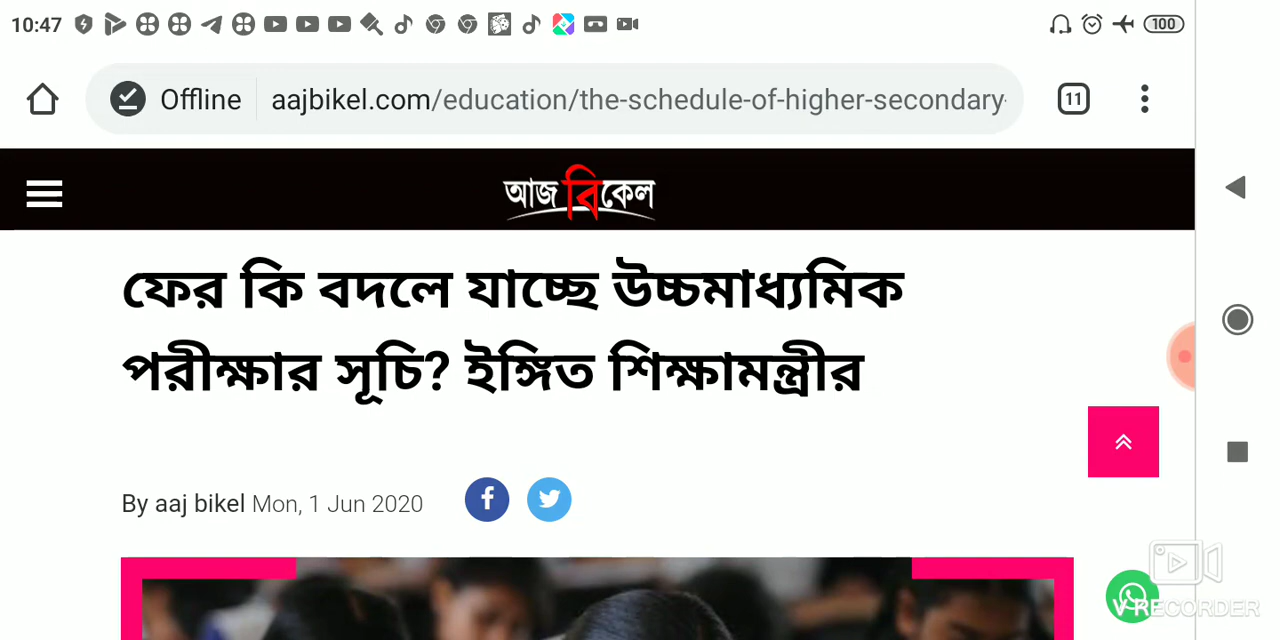 10:47
100
Offline aajbikel.com/education/the-schedule-of-higher-secondary-
11
আজ বিকেল
ফের কি বদলে যাচ্ছে উচ্চমাধ্যমিক
পরীক্ষার সূচি? ইঙ্গিত শিক্ষামন্ত্রীর
By aaj bikel Mon, 1 Jun 2020
V RECORDER